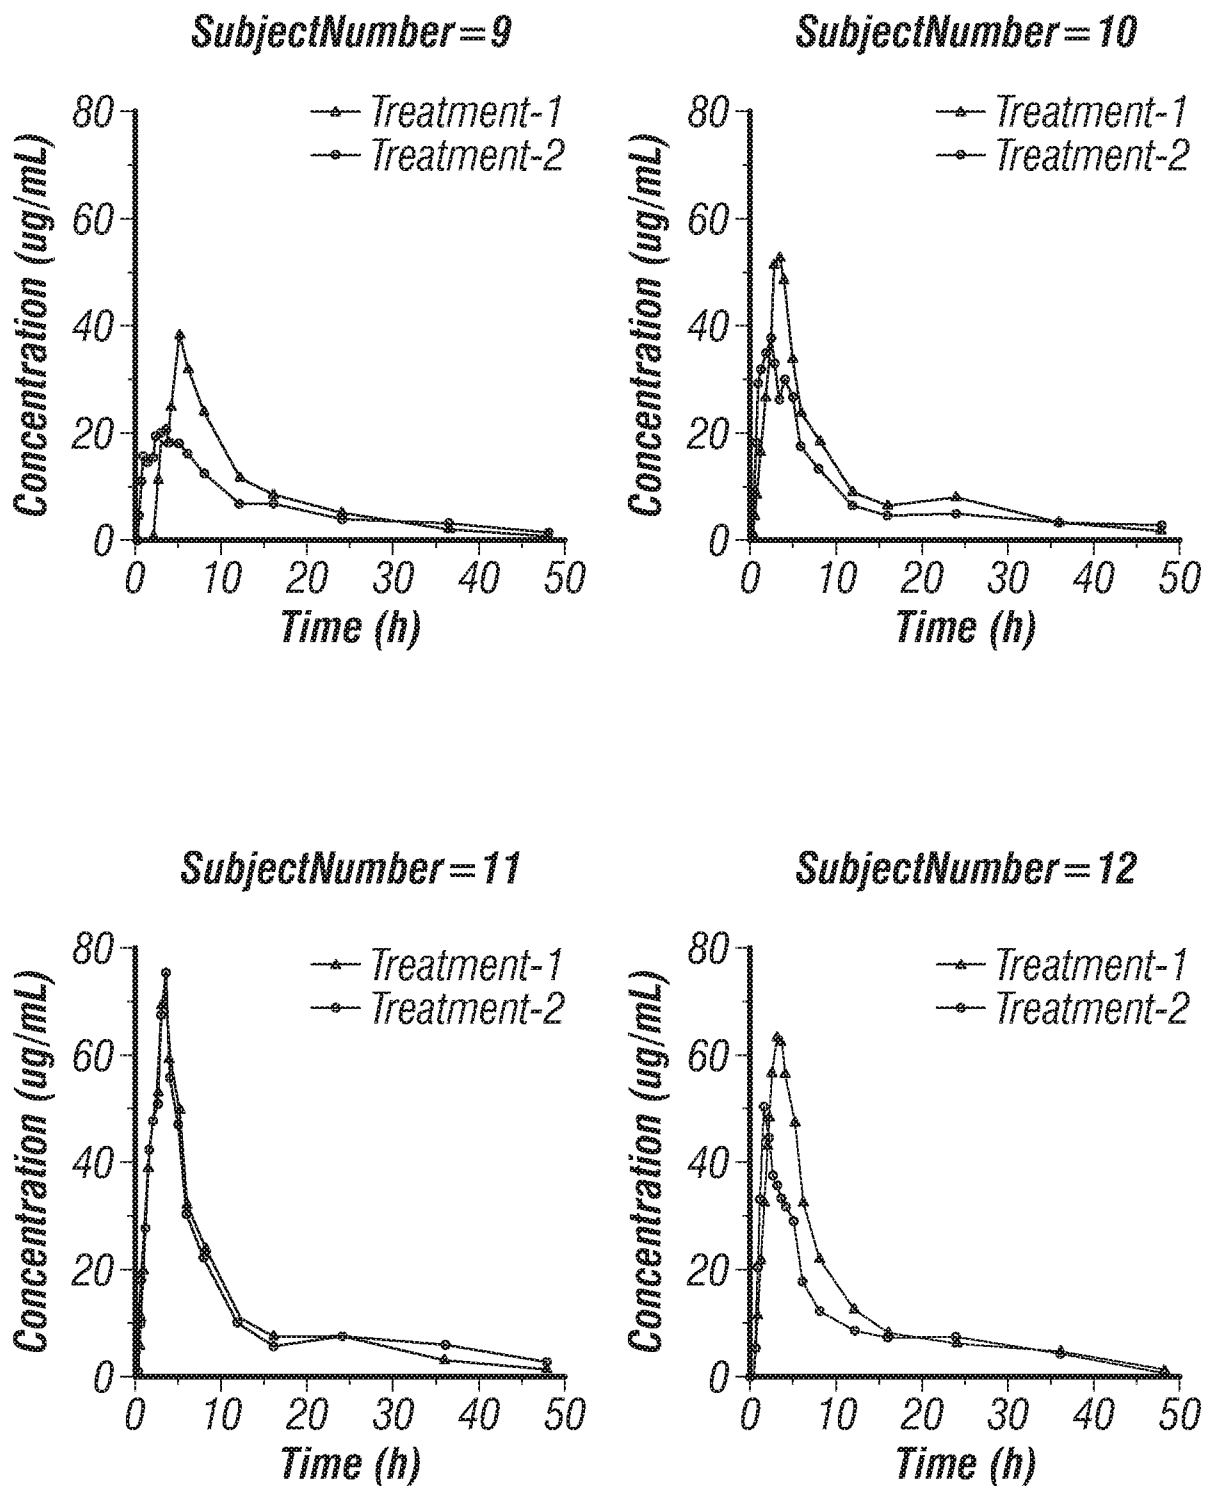 SubjectNumber=9
Treatment-1
Treatment-2
Concentration (ug/mL)
80
60
40
20
0
0 10 20 30 40 50
Time (h)
SubjectNumber=10
Treatment-1
Treatment-2
Concentration (ug/mL)
80
60
40
20
0
0 10 20 30 40 50
Time (h)
SubjectNumber=11
Treatment-1
Treatment-2
Concentration (ug/mL)
80
60
40
20
0
0 10 20 30 40 50
Time (h)
SubjectNumber=12
Treatment-1
Treatment-2
Concentration (ug/mL)
80
60
40
20
0
0 10 20 30 40 50
Time (h)